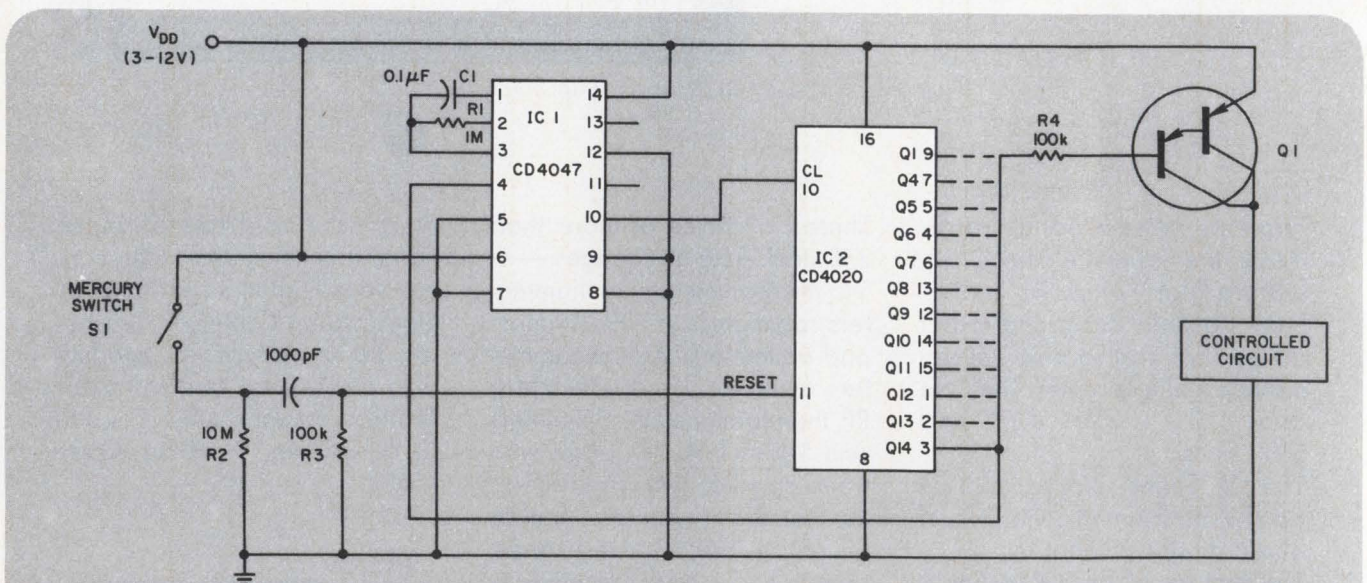 VDD
(3-12V)
0.1µF C1
R1
1M
1
2
3
4
5
6
7
14
13
12
11
10
9
8
IC 1
CD4047
MERCURY
SWITCH
S1
1000pF
10M
R2
100k
R3
RESET
16
CL
10
11
8
IC 2
CD4020
Q1 9
Q4 7
Q5 5
Q6 4
Q7 6
Q8 13
Q9 12
Q10 14
Q11 15
Q12 1
Q13 2
Q14 3
R4
100k
Q1
CONTROLLED
CIRCUIT